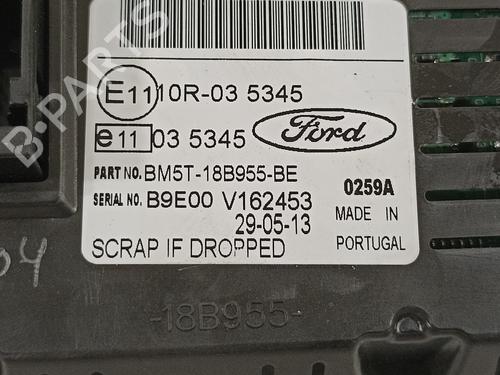 E11 10R-03 5345
e11 03 5345 Ford
PART NO. BM5T-18B955-BE 0259A
SERIAL NO. B9E00 V162453 MADE IN
29-05-13 PORTUGAL
SCRAP IF DROPPED
-18B955-
B-PARTS